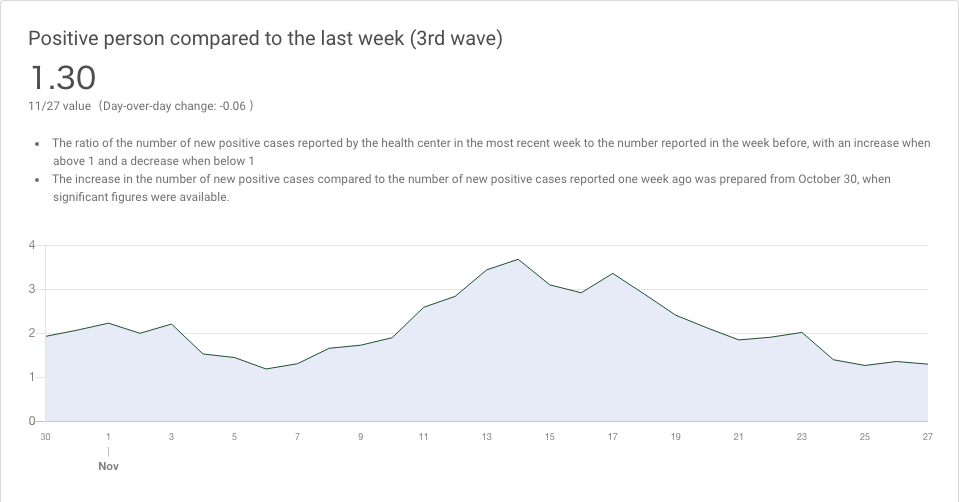 Positive person compared to the last week (3rd wave)
1.30
11/27 value (Day-over-day change: -0.06 )
• The ratio of the number of new positive cases reported by the health center in the most recent week to the number reported in the week before, with an increase when
above 1 and a decrease when below 1
• The increase in the number of new positive cases compared to the number of new positive cases reported one week ago was prepared from October 30, when
significant figures were available.
4
3
2
1
0
30 1 3 5 7 9 11 13 15 17 19 21 23 25 27
Nov